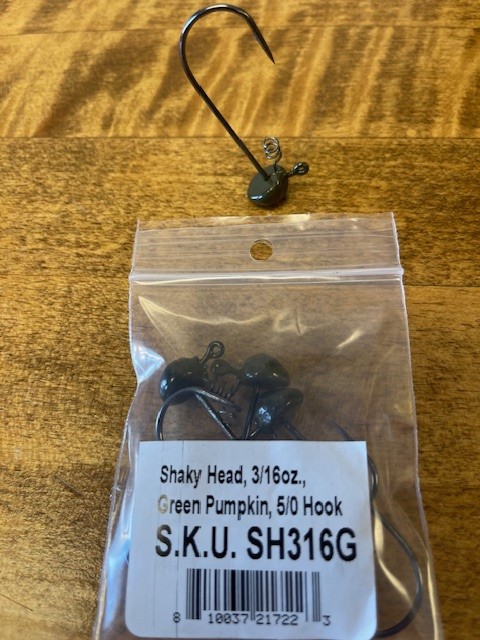 Shaky Head, 3/16oz.,
Green Pumpkin, 5/0 Hook
S.K.U. SH316G
8 10037 21722 3